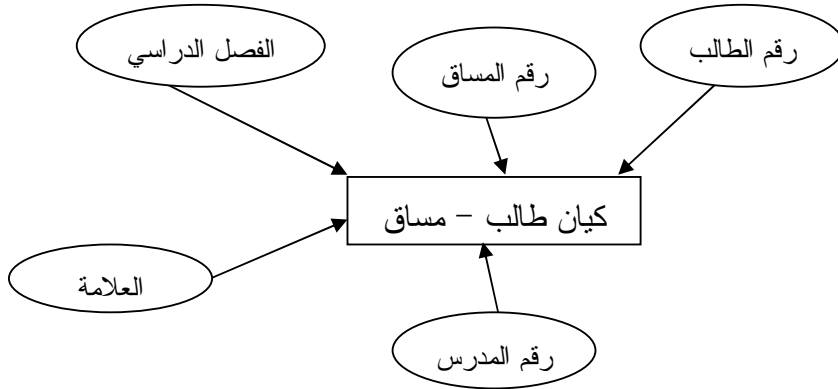 رقم الطالب
رقم المساق
الفصل الدراسي
كيان طالب – مساق
العلامة
رقم المدرس